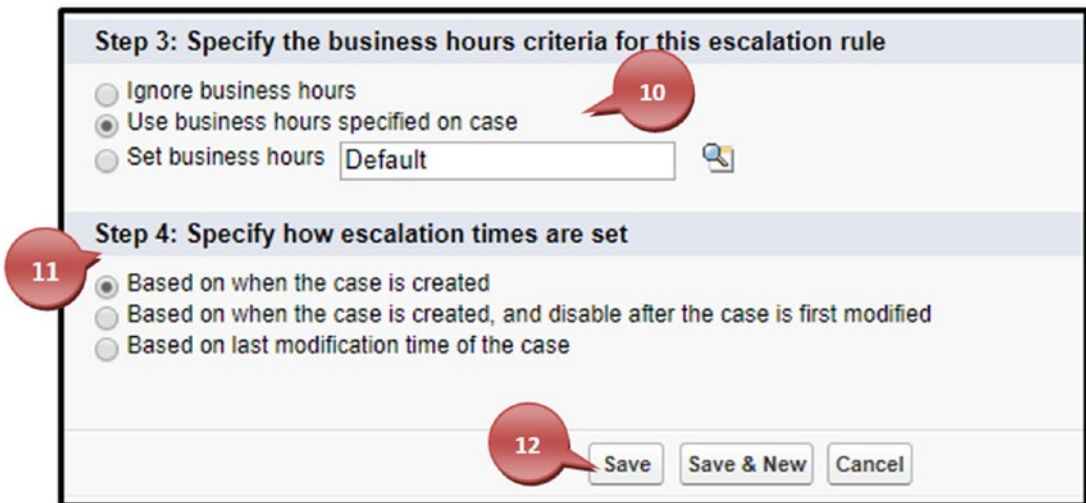 Step 3: Specify the business hours criteria for this escalation rule
Ignore business hours
10
Use business hours specified on case
Set business hours Default
Step 4: Specify how escalation times are set
11
Based on when the case is created
Based on when the case is created, and disable after the case is first modified
Based on last modification time of the case
12
Save Save & New Cancel